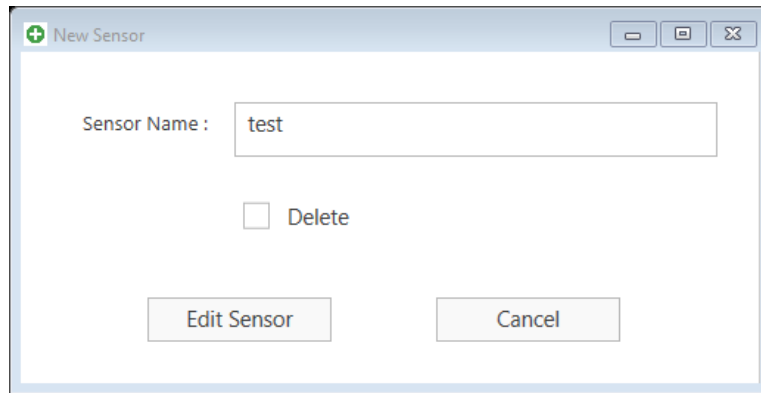 New Sensor
Sensor Name : test
Delete
Edit Sensor Cancel